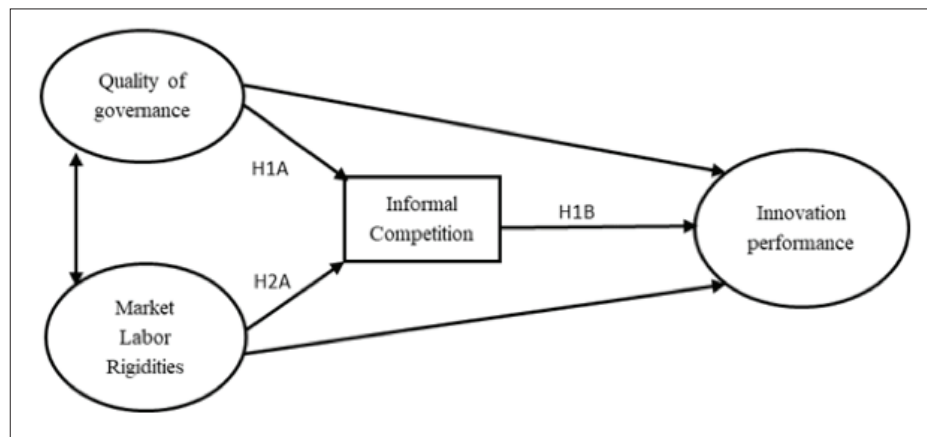 Quality of
governance
H1A
Informal
Competition
H1B
Innovation
performance
H2A
Market
Labor
Rigidities